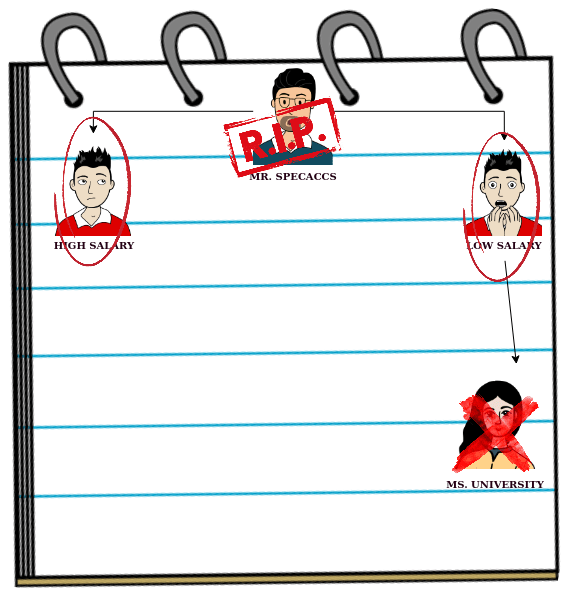 R.I.P.
MR. SPECACCS
HIGH SALARY
LOW SALARY
MS. UNIVERSITY